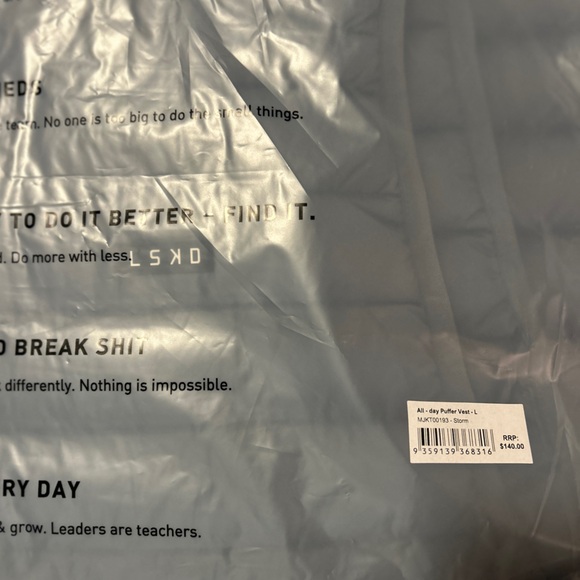 EDS
team. No one is too big to do the small things.
TO DO IT BETTER - FIND IT.
. Do more with less.
LSKD
O BREAK SHIT
differently. Nothing is impossible.
All - day Puffer Vest - L
MJKT00193 - Storm
RRP:
$140.00
9 359139 368316
RY DAY
& grow. Leaders are teachers.